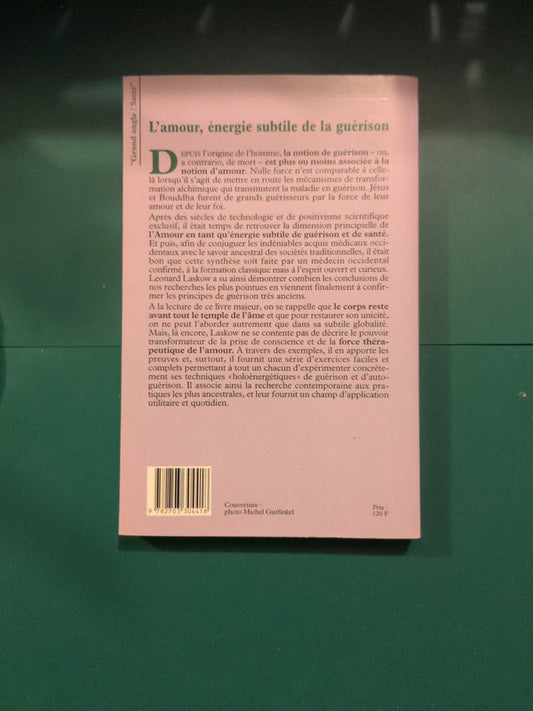 "Grand angle / Santé"
L'amour, énergie subtile de la guérison
DEPUIS l'origine de l'homme, la notion de guérison – ou,
a contrario, de mort – est plus ou moins associée à la
notion d'amour. Nulle force n'est comparable à celle-
là lorsqu'il s'agit de mettre en route les mécanismes de transfor-
mation alchimique qui transmutent la maladie en guérison. Jésus
et Bouddha furent de grands guérisseurs par la force de leur
amour et de leur foi.
Après des siècles de technologie et de positivisme scientifique
exclusif, il était temps de retrouver la dimension principielle de
l'Amour en tant qu'énergie subtile de guérison et de santé.
Et puis, afin de conjuguer les indéniables acquis médicaux occi-
dentaux avec le savoir ancestral des sociétés traditionnelles, il était
bon que cette synthèse soit faite par un médecin occidental
confirmé, à la formation classique mais à l'esprit ouvert et curieux.
Leonard Laskow a su ainsi démontrer combien les conclusions de
nos recherches les plus pointues en viennent finalement à confir-
mer les principes de guérison très anciens.
A la lecture de ce livre majeur, on se rappelle que le corps reste
avant tout le temple de l'âme et que pour restaurer son unicité,
on ne peut l'aborder autrement que dans sa subtile globalité.
Mais, là encore, Laskow ne se contente pas de décrire le pouvoir
transformateur de la prise de conscience et de la force théra-
peutique de l'amour. À travers des exemples, il en apporte les
preuves et, surtout, il fournit une série d'exercices faciles et
complets permettant à tout un chacun d'expérimenter concrète-
ment ses techniques «holoénergétiques» de guérison et d'auto-
guérison. Il associe ainsi la recherche contemporaine aux pra-
tiques les plus ancestrales, et leur fournit un champ d'application
utilitaire et quotidien.
9 782703 304418
Couverture :
photo Michel Gurfinkel
Prix :
120 F